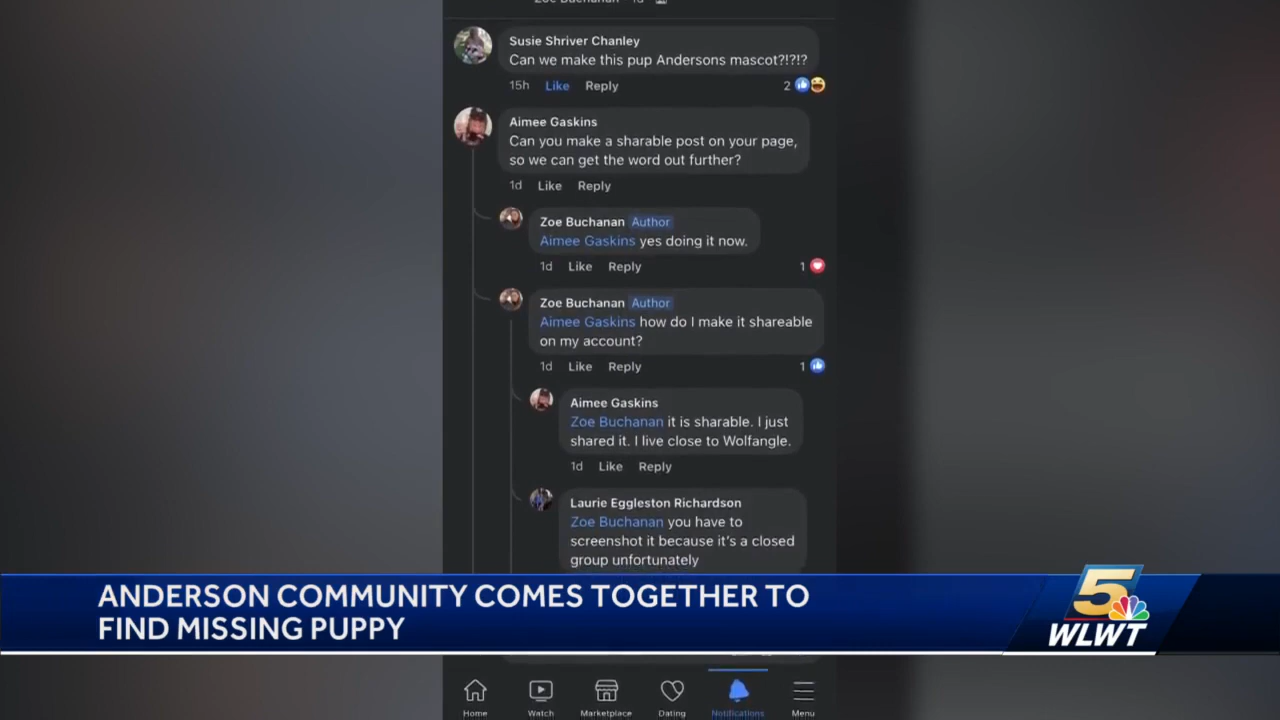 Zoe Buchanan 1d
Susie Shriver Chanley
Can we make this pup Andersons mascot?!?!?
15h Like Reply 2
Aimee Gaskins
Can you make a sharable post on your page,
so we can get the word out further?
1d Like Reply
Zoe Buchanan Author
Aimee Gaskins yes doing it now.
1d Like Reply 1
Zoe Buchanan Author
Aimee Gaskins how do I make it shareable
on my account?
1d Like Reply 1
Aimee Gaskins
Zoe Buchanan it is sharable. I just
shared it. I live close to Wolfangle.
1d Like Reply
Laurie Eggleston Richardson
Zoe Buchanan you have to
screenshot it because it's a closed
group unfortunately
ANDERSON COMMUNITY COMES TOGETHER TO
FIND MISSING PUPPY
5
WLWT
Home Watch Marketplace Dating Notifications Menu